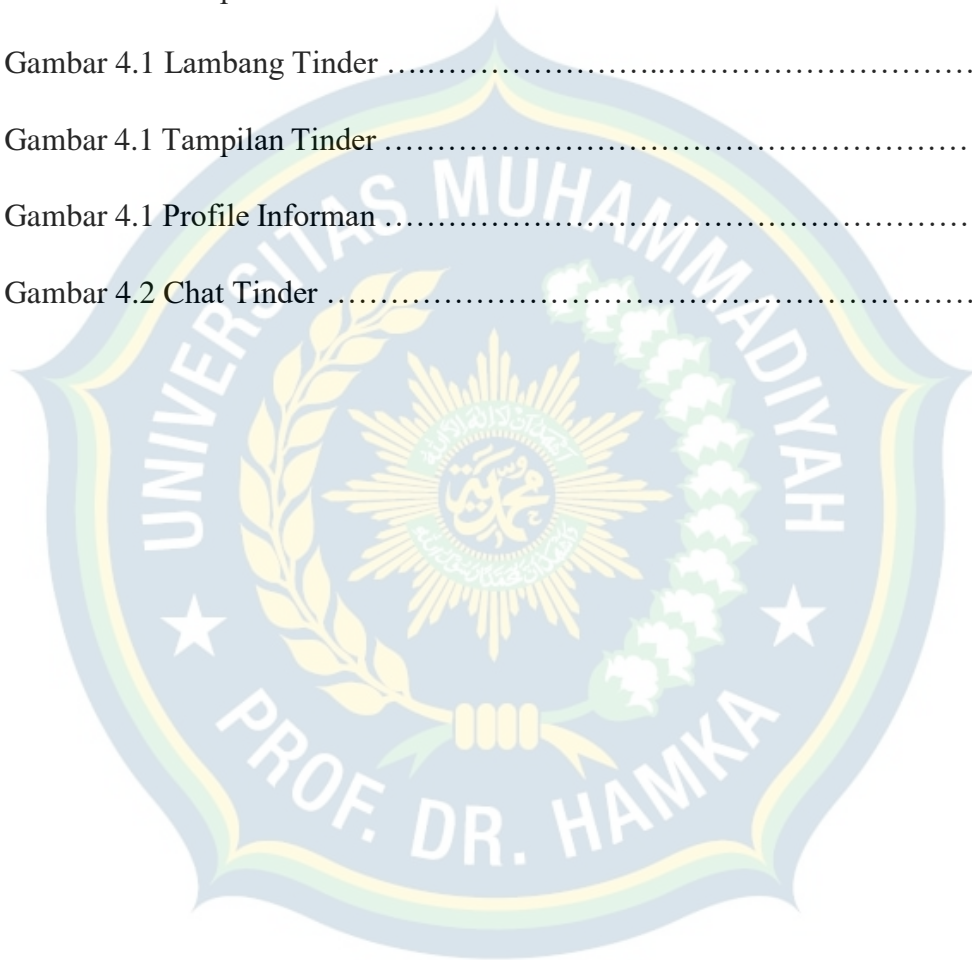 Gambar 4.1 Lambang Tinder ….……………………..……………………………
Gambar 4.1 Tampilan Tinder ……………………………………………………
Gambar 4.1 Profile Informan ……………………………………………………
Gambar 4.2 Chat Tinder …………………………………………………………
UNIVERSITAS MUHAMMADIYAH
PROF. DR. HAMKA
محمدية